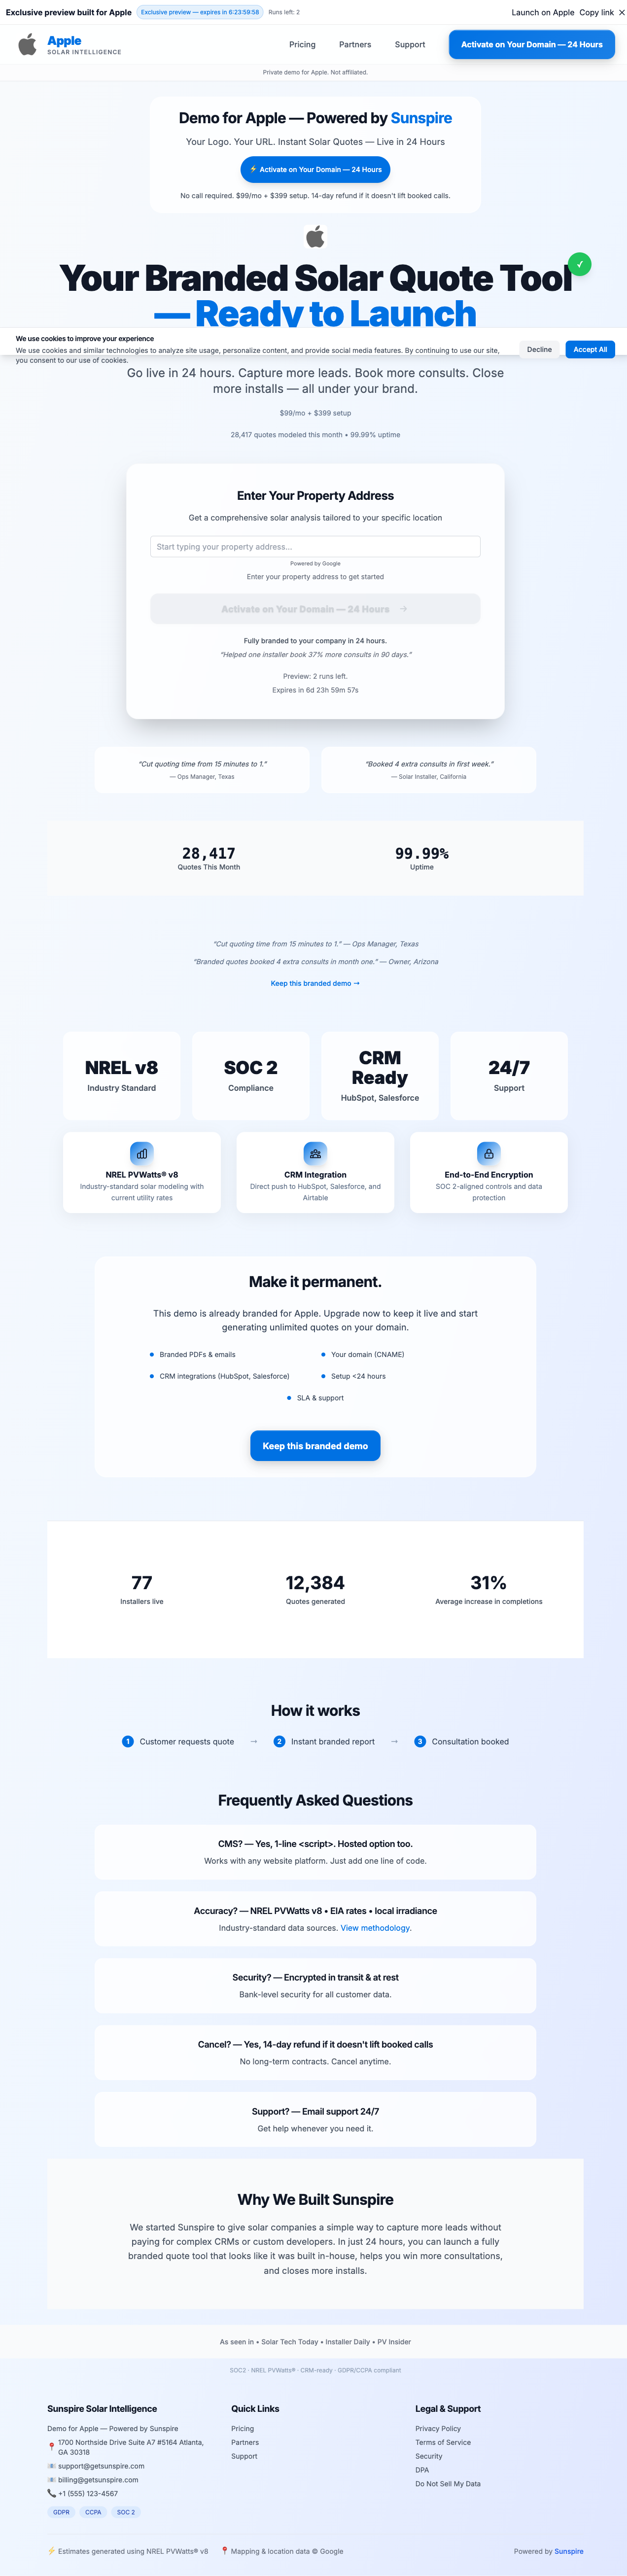 Exclusive preview built for Apple
Exclusive preview — expires in 6:23:59:58
Runs left: 2
Launch on Apple
Copy link
×
Apple
SOLAR INTELLIGENCE
Pricing
Partners
Support
Activate on Your Domain — 24 Hours
Private demo for Apple. Not affiliated.
Demo for Apple — Powered by Sunspire
Your Logo. Your URL. Instant Solar Quotes — Live in 24 Hours
⚡ Activate on Your Domain — 24 Hours
No call required. $99/mo + $399 setup. 14-day refund if it doesn't lift booked calls.
Your Branded Solar Quote Tool
✓
— Ready to Launch
We use cookies to improve your experience
We use cookies and similar technologies to analyze site usage, personalize content, and provide social media features. By continuing to use our site,
you consent to our use of cookies.
Decline
Accept All
Go live in 24 hours. Capture more leads. Book more consults. Close
more installs — all under your brand.
$99/mo + $399 setup
28,417 quotes modeled this month • 99.99% uptime
Enter Your Property Address
Get a comprehensive solar analysis tailored to your specific location
Start typing your property address...
Powered by Google
Enter your property address to get started
Activate on Your Domain — 24 Hours →
Fully branded to your company in 24 hours.
“Helped one installer book 37% more consults in 90 days.”
Preview: 2 runs left.
Expires in 6d 23h 59m 57s
“Cut quoting time from 15 minutes to 1.”
— Ops Manager, Texas
“Booked 4 extra consults in first week.”
— Solar Installer, California
28,417
Quotes This Month
99.99%
Uptime
“Cut quoting time from 15 minutes to 1.” — Ops Manager, Texas
“Branded quotes booked 4 extra consults in month one.” — Owner, Arizona
Keep this branded demo →
NREL v8
Industry Standard
SOC 2
Compliance
CRM
Ready
HubSpot, Salesforce
24/7
Support
NREL PVWatts® v8
Industry-standard solar modeling with
current utility rates
CRM Integration
Direct push to HubSpot, Salesforce, and
Airtable
End-to-End Encryption
SOC 2-aligned controls and data
protection
Make it permanent.
This demo is already branded for Apple. Upgrade now to keep it live and start
generating unlimited quotes on your domain.
Branded PDFs & emails
Your domain (CNAME)
CRM integrations (HubSpot, Salesforce)
Setup <24 hours
SLA & support
Keep this branded demo
77
Installers live
12,384
Quotes generated
31%
Average increase in completions
How it works
1 Customer requests quote → 2 Instant branded report → 3 Consultation booked
Frequently Asked Questions
CMS? — Yes, 1-line <script>. Hosted option too.
Works with any website platform. Just add one line of code.
Accuracy? — NREL PVWatts v8 • EIA rates • local irradiance
Industry-standard data sources. View methodology.
Security? — Encrypted in transit & at rest
Bank-level security for all customer data.
Cancel? — Yes, 14-day refund if it doesn't lift booked calls
No long-term contracts. Cancel anytime.
Support? — Email support 24/7
Get help whenever you need it.
Why We Built Sunspire
We started Sunspire to give solar companies a simple way to capture more leads without
paying for complex CRMs or custom developers. In just 24 hours, you can launch a fully
branded quote tool that looks like it was built in-house, helps you win more consultations,
and closes more installs.
As seen in • Solar Tech Today • Installer Daily • PV Insider
SOC2 · NREL PVWatts® · CRM-ready · GDPR/CCPA compliant
Sunspire Solar Intelligence
Demo for Apple — Powered by Sunspire
📍 1700 Northside Drive Suite A7 #5164 Atlanta,
GA 30318
📧 support@getsunspire.com
📧 billing@getsunspire.com
📞 +1 (555) 123-4567
GDPR
CCPA
SOC 2
Quick Links
Pricing
Partners
Support
Legal & Support
Privacy Policy
Terms of Service
Security
DPA
Do Not Sell My Data
⚡ Estimates generated using NREL PVWatts® v8
📍 Mapping & location data © Google
Powered by Sunspire